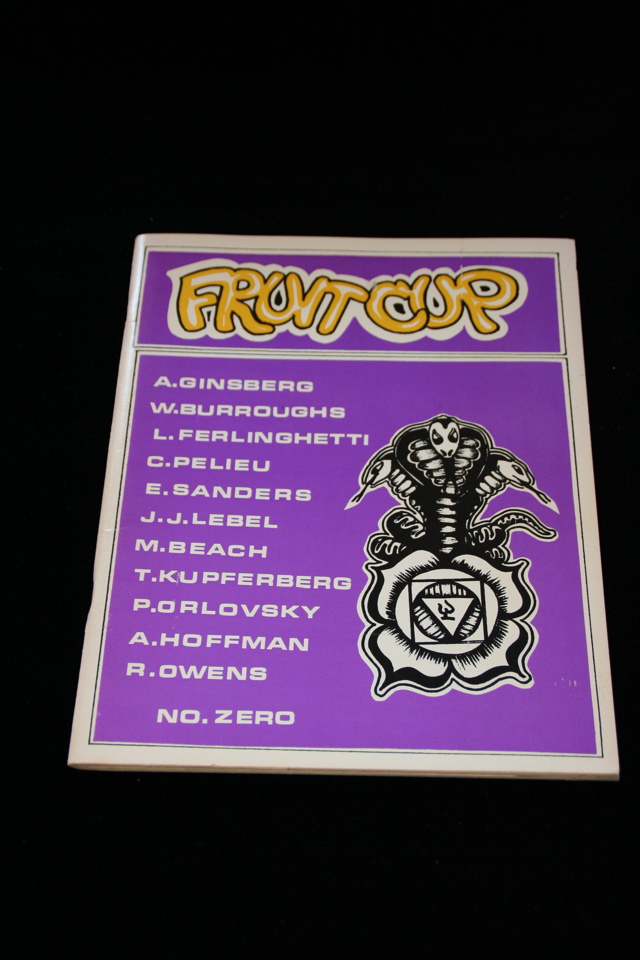 FRUIT CUP
A.GINSBERG
W.BURROUGHS
L.FERLINGHETTI
C.PELIEU
E.SANDERS
J.J.LEBEL
M.BEACH
T.KUPFERBERG
P.ORLOVSKY
A.HOFFMAN
R.OWENS
NO. ZERO